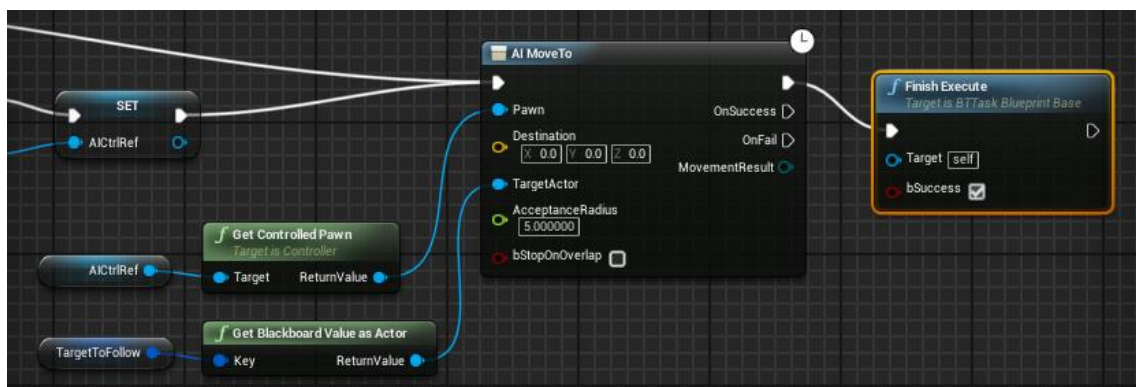 SET
AICtrlRef
AI MoveTo
Pawn
OnSuccess
Destination
X 0.0 Y 0.0 Z 0.0
OnFail
MovementResult
TargetActor
AcceptanceRadius
5.000000
bStopOnOverlap
Finish Execute
Target is BTTask Blueprint Base
Target self
bSuccess
Get Controlled Pawn
Target is Controller
AICtrlRef
Target ReturnValue
Get Blackboard Value as Actor
TargetToFollow
Key ReturnValue